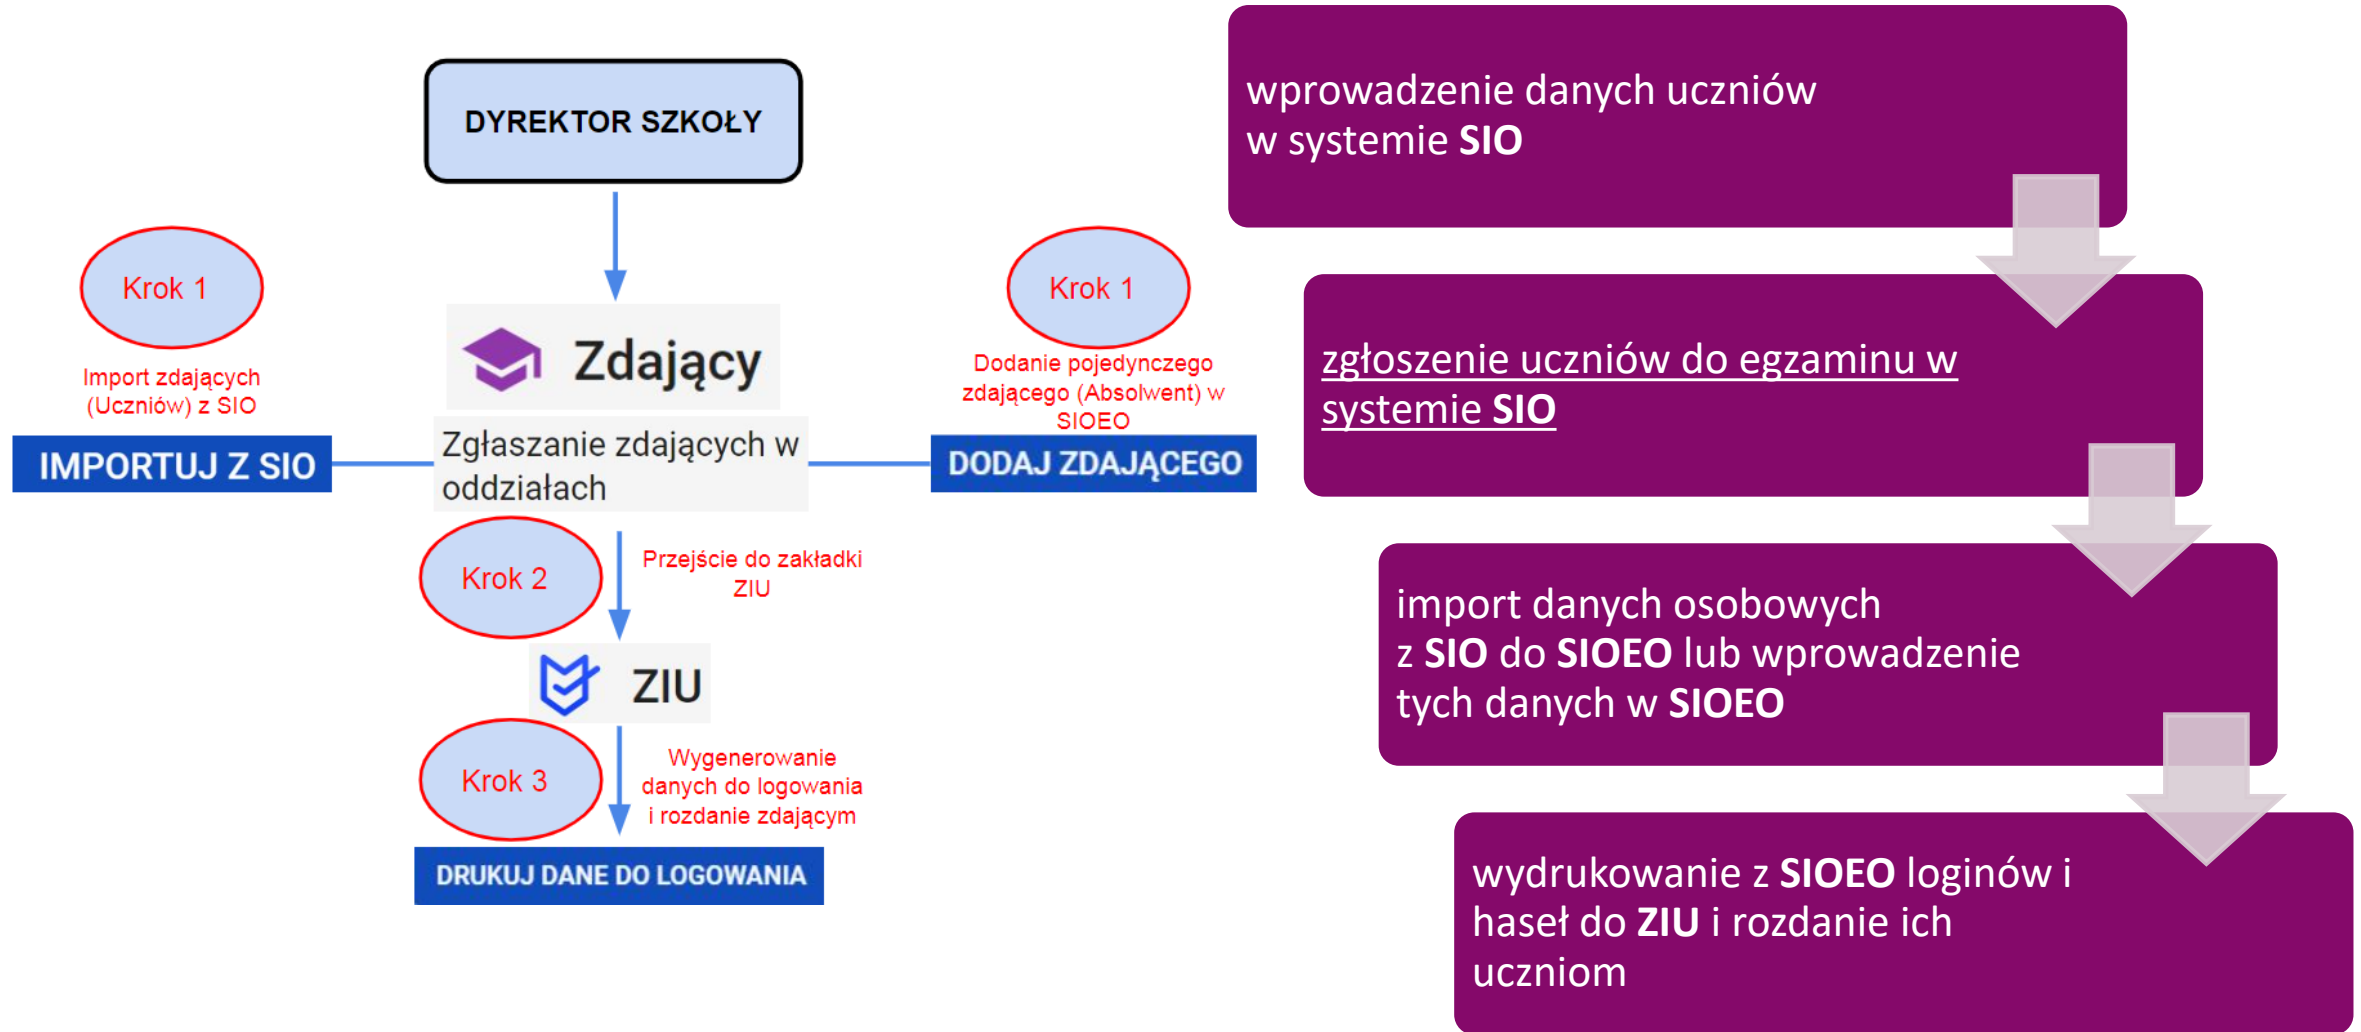 DYREKTOR SZKOŁY
Krok 1
Import zdających
(Uczniów) z SIO
IMPORTUJ Z SIO
Zdający
Zgłaszanie zdających w
oddziałach
Krok 1
Dodanie pojedynczego
zdającego (Absolwent) w
SIOEO
DODAJ ZDAJĄCEGO
Krok 2
Przejście do zakładki
ZIU
ZIU
Krok 3
Wygenerowanie
danych do logowania
i rozdanie zdającym
DRUKUJ DANE DO LOGOWANIA
wprowadzenie danych uczniów
w systemie SIO
zgłoszenie uczniów do egzaminu w
systemie SIO
import danych osobowych
z SIO do SIOEO lub wprowadzenie
tych danych w SIOEO
wydrukowanie z SIOEO loginów i
haseł do ZIU i rozdanie ich
uczniom